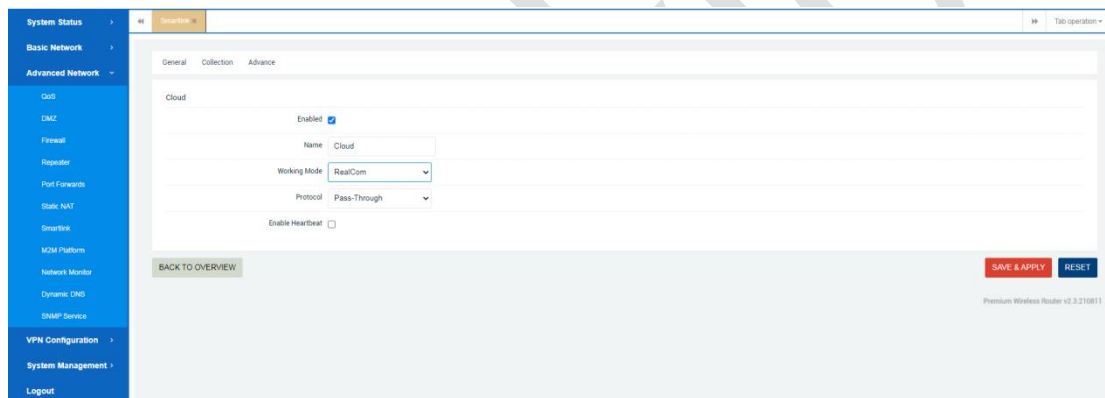 System Status
Smartlink
Tab operation
Basic Network
General Collection Advance
Advanced Network
QoS
DMZ
Firewall
Repeater
Port Forwards
Static NAT
Smartlink
M2M Platform
Network Monitor
Dynamic DNS
SNMP Service
VPN Configuration
System Management
Logout
Cloud
Enabled
Name Cloud
Working Mode RealCom
Protocol Pass-Through
Enable Heartbeat
BACK TO OVERVIEW
SAVE & APPLY RESET
Premium Wireless Router v2.3.210811